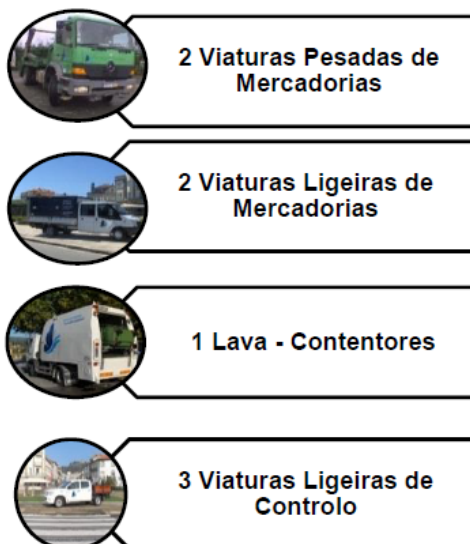 2 Viaturas Pesadas de
Mercadorias
2 Viaturas Ligeiras de
Mercadorias
1 Lava - Contentores
3 Viaturas Ligeiras de
Controlo